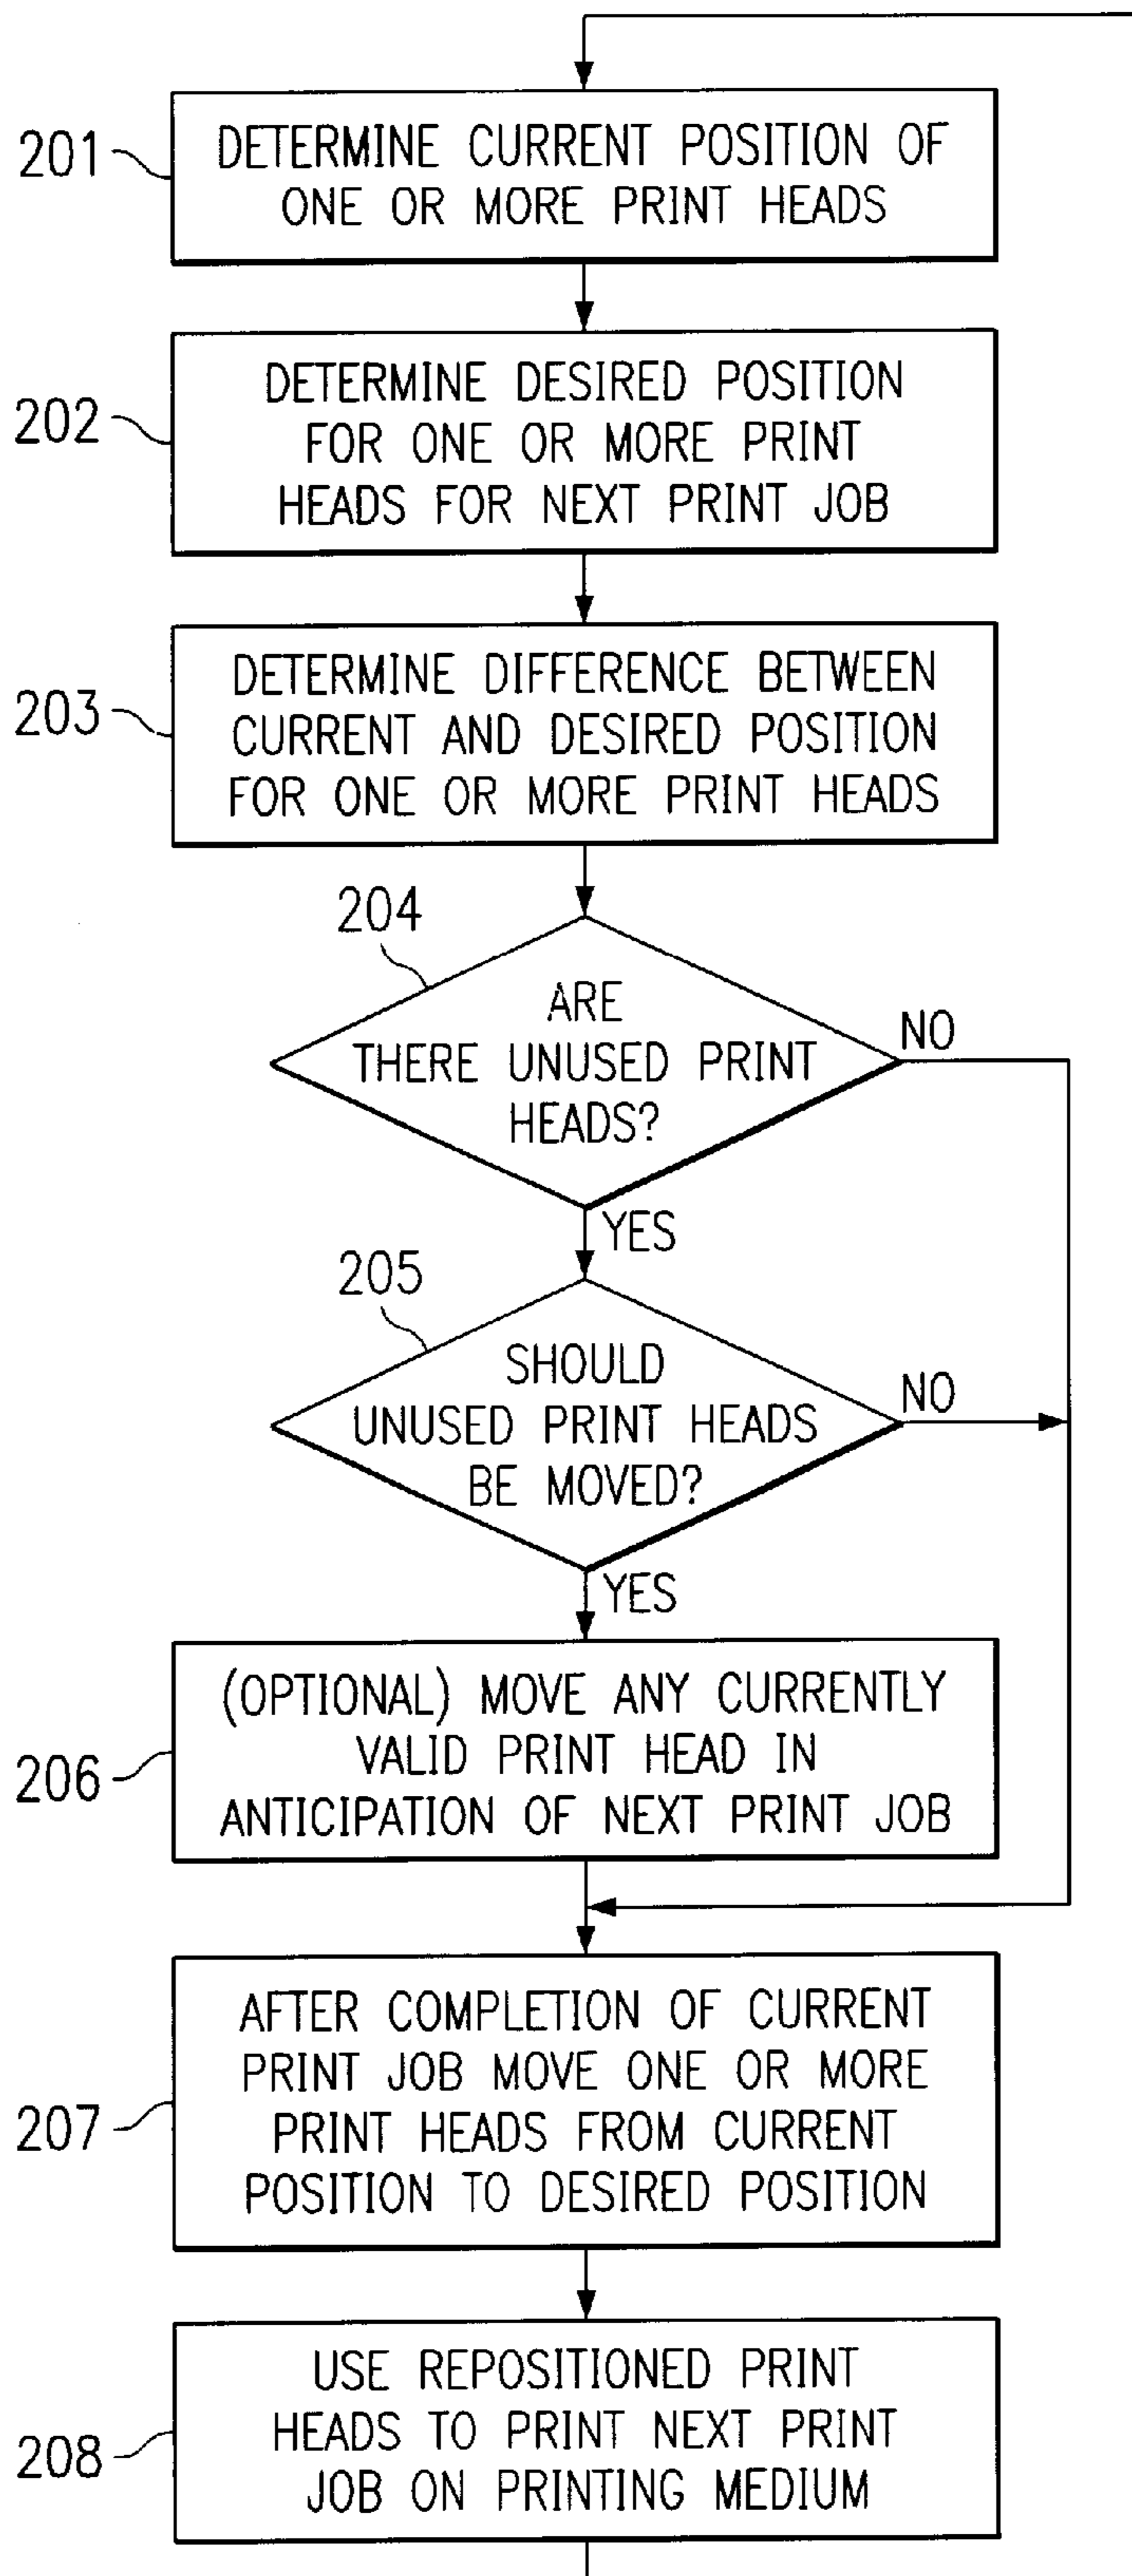 201
DETERMINE CURRENT POSITION OF
ONE OR MORE PRINT HEADS
202
DETERMINE DESIRED POSITION
FOR ONE OR MORE PRINT
HEADS FOR NEXT PRINT JOB
203
DETERMINE DIFFERENCE BETWEEN
CURRENT AND DESIRED POSITION
FOR ONE OR MORE PRINT HEADS
204
ARE
THERE UNUSED PRINT
HEADS?
NO
YES
205
SHOULD
UNUSED PRINT HEADS
BE MOVED?
NO
YES
206
(OPTIONAL) MOVE ANY CURRENTLY
VALID PRINT HEAD IN
ANTICIPATION OF NEXT PRINT JOB
207
AFTER COMPLETION OF CURRENT
PRINT JOB MOVE ONE OR MORE
PRINT HEADS FROM CURRENT
POSITION TO DESIRED POSITION
208
USE REPOSITIONED PRINT
HEADS TO PRINT NEXT PRINT
JOB ON PRINTING MEDIUM